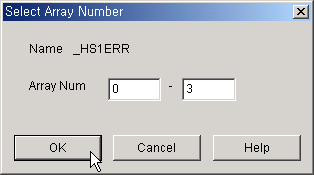 Select Array Number
Name _HS1ERR
Array Num 0 - 3
OK Cancel Help